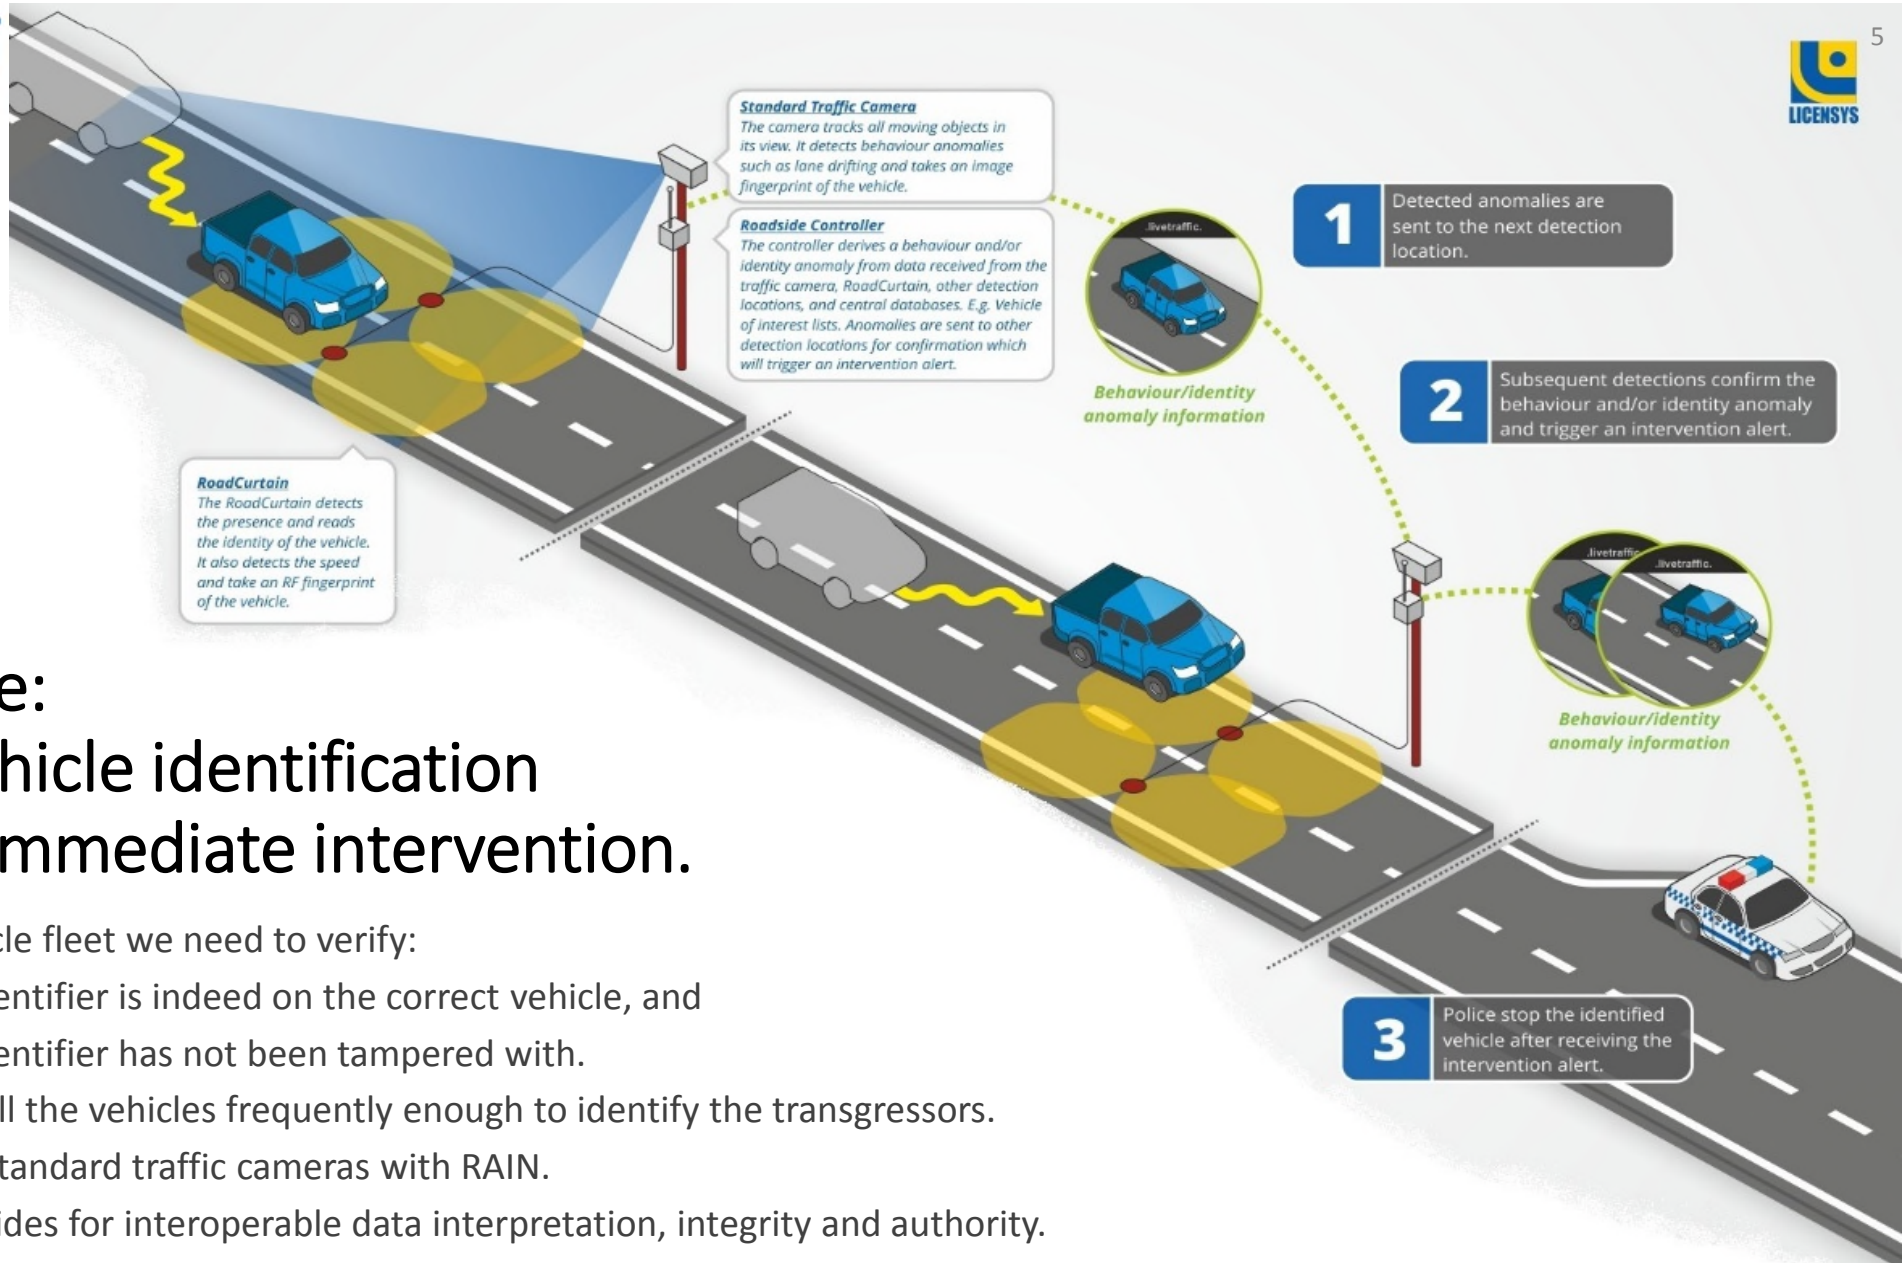 5
LICENSYS
Standard Traffic Camera
The camera tracks all moving objects in
its view. It detects behaviour anomalies
such as lane drifting and takes an image
fingerprint of the vehicle.
Roadside Controller
The controller derives a behaviour and/or
identity anomaly from data received from the
traffic camera, RoadCurtain, other detection
locations, and central databases. E.g. Vehicle
of interest lists. Anomalies are sent to other
detection locations for confirmation which
will trigger an intervention alert.
.livetraffic.
Behaviour/identity
anomaly information
1
Detected anomalies are
sent to the next detection
location.
2
Subsequent detections confirm the
behaviour and/or identity anomaly
and trigger an intervention alert.
RoadCurtain
The RoadCurtain detects
the presence and reads
the identity of the vehicle.
It also detects the speed
and take an RF fingerprint
of the vehicle.
.livetraffic
.livetraffic.
Behaviour/identity
anomaly information
3
Police stop the identified
vehicle after receiving the
intervention alert.
e:
hicle identification
mmediate intervention.
cle fleet we need to verify:
entifier is indeed on the correct vehicle, and
entifier has not been tampered with.
ll the vehicles frequently enough to identify the transgressors.
tandard traffic cameras with RAIN.
ides for interoperable data interpretation, integrity and authority.